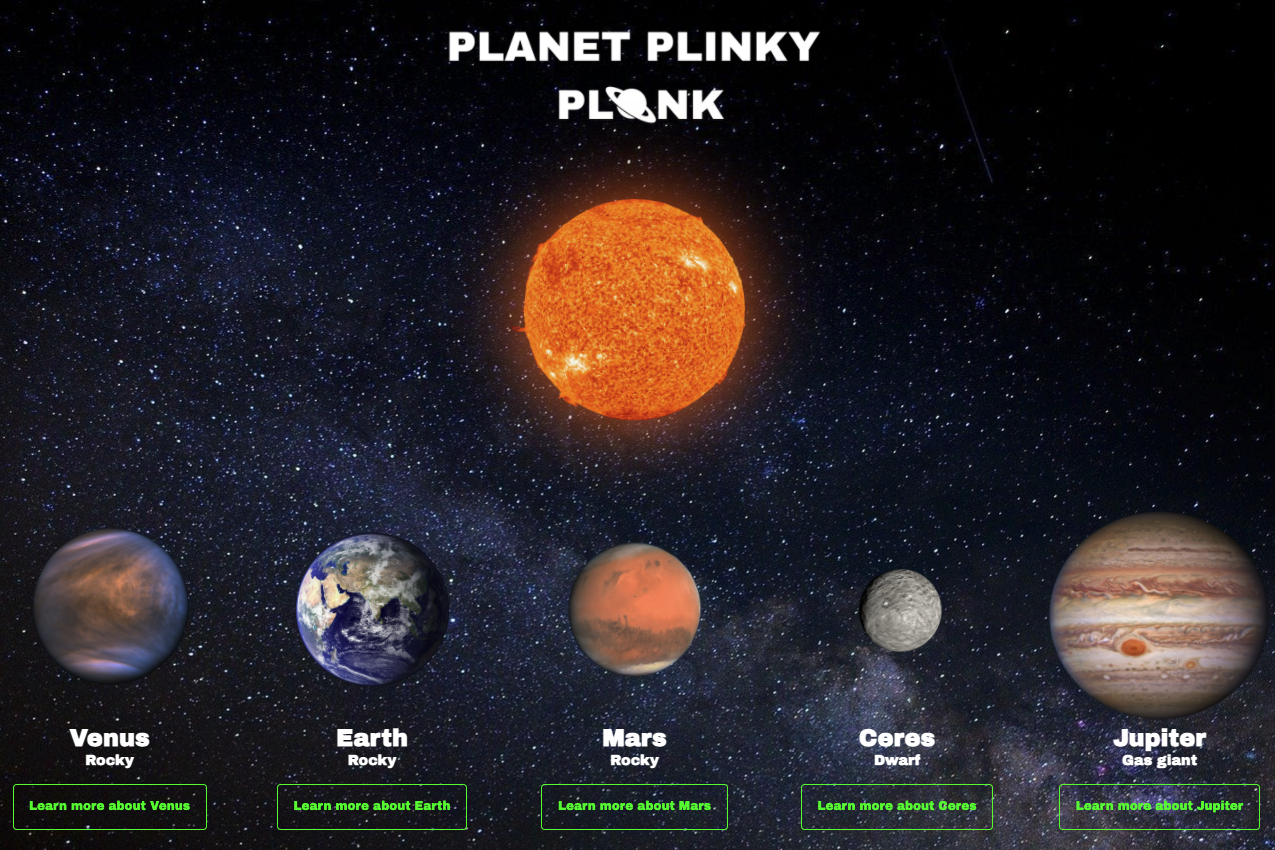 PLANET PLINKY
PLONK
Venus
Rocky
Learn more about Venus
Earth
Rocky
Learn more about Earth
Mars
Rocky
Learn more about Mars
Ceres
Dwarf
Learn more about Ceres
Jupiter
Gas giant
Learn more about Jupiter